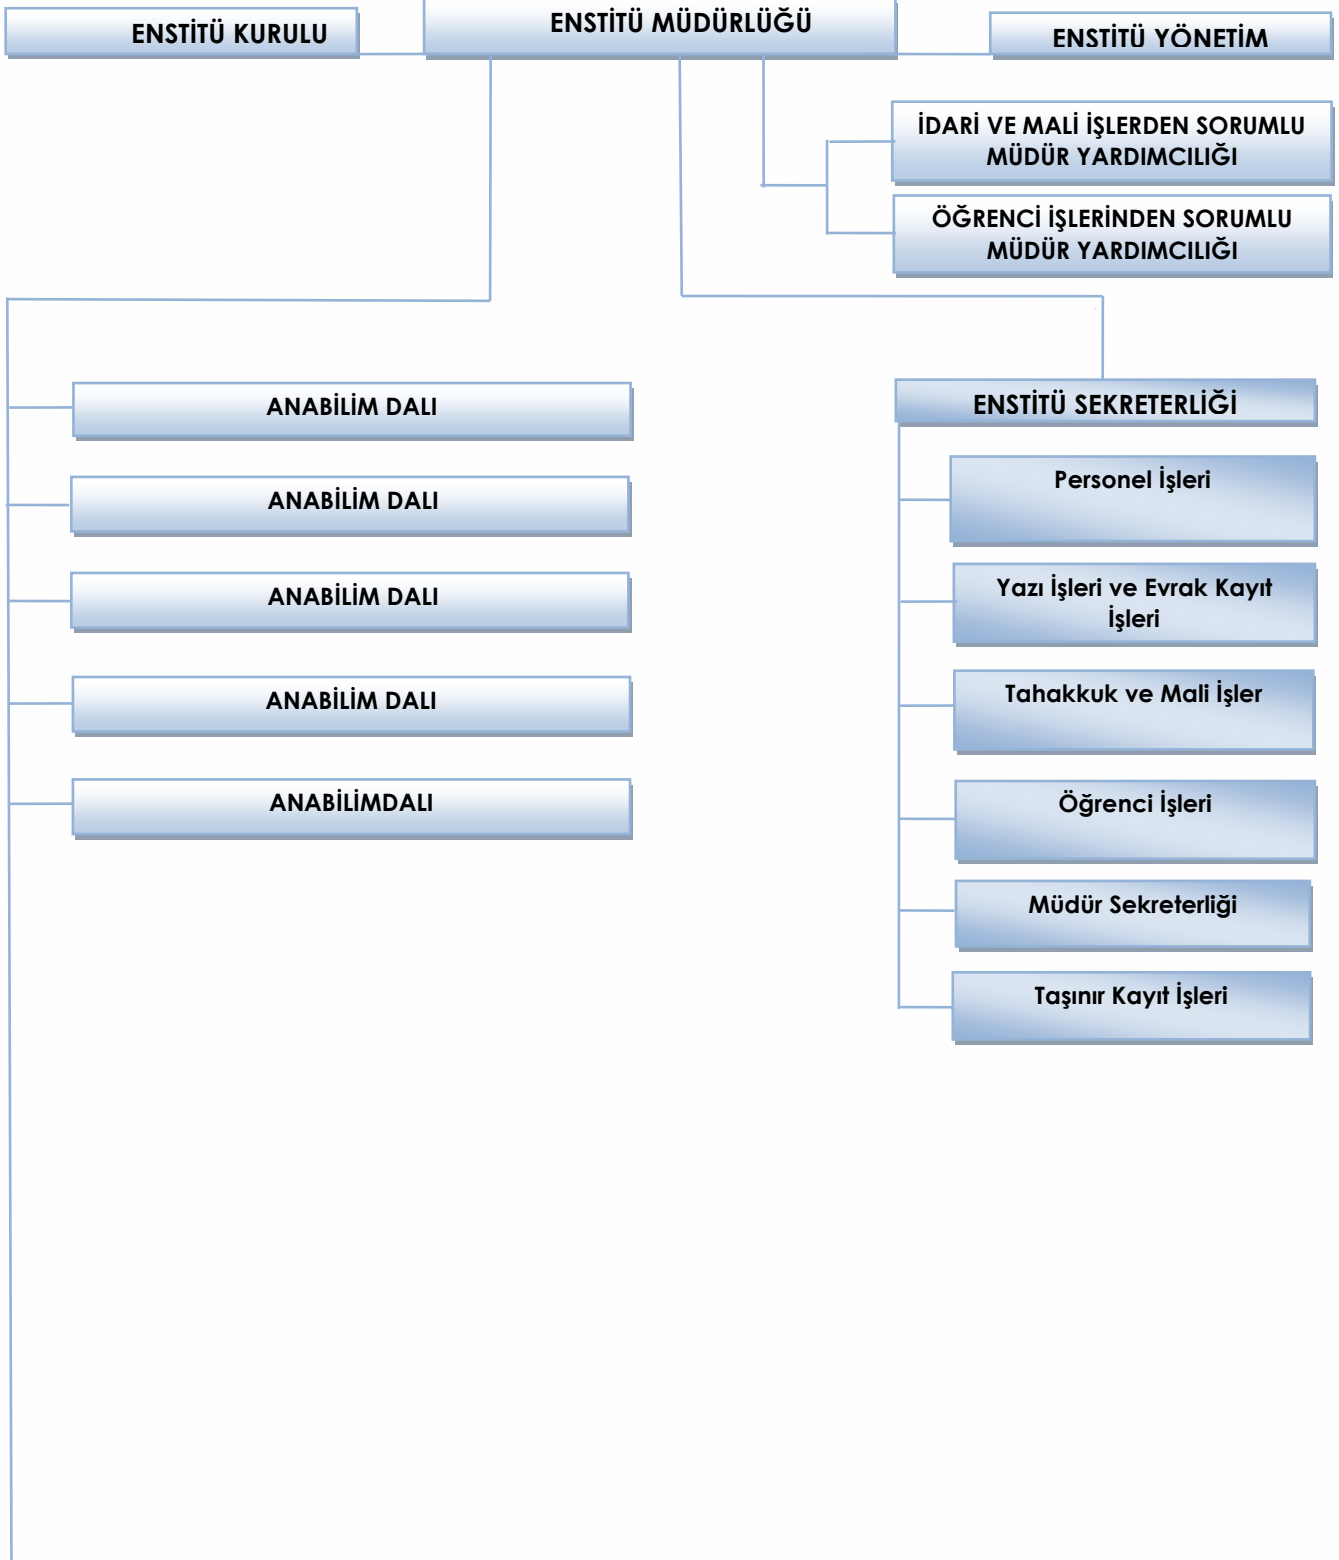 ENSTİTÜ KURULU
ENSTİTÜ MÜDÜRLÜĞÜ
ENSTİTÜ YÖNETİM
İDARİ VE MALİ İŞLERDEN SORUMLU
MÜDÜR YARDIMCILIĞI
ÖĞRENCİ İŞLERİNDEN SORUMLU
MÜDÜR YARDIMCILIĞI
ANABİLİM DALI
ANABİLİM DALI
ANABİLİM DALI
ANABİLİM DALI
ANABİLİMDALI
ENSTİTÜ SEKRETERLİĞİ
Personel İşleri
Yazı İşleri ve Evrak Kayıt
İşleri
Tahakkuk ve Mali İşler
Öğrenci İşleri
Müdür Sekreterliği
Taşınır Kayıt İşleri